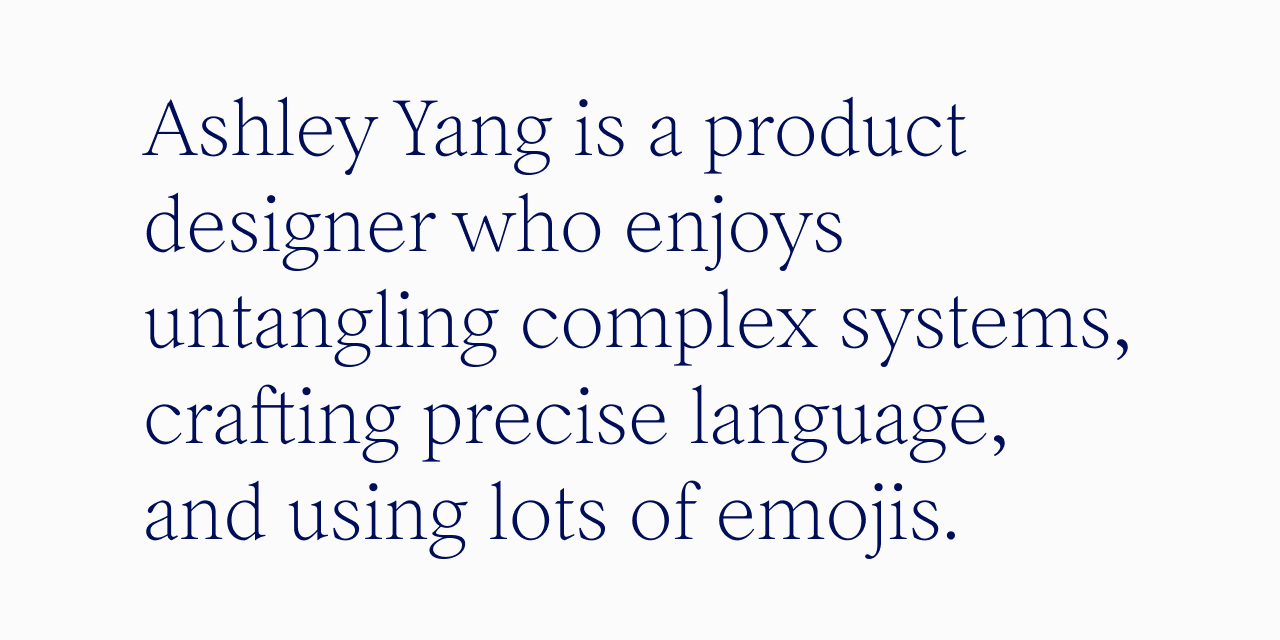 Ashley Yang is a product
designer who enjoys
untangling complex systems,
crafting precise language,
and using lots of emojis.